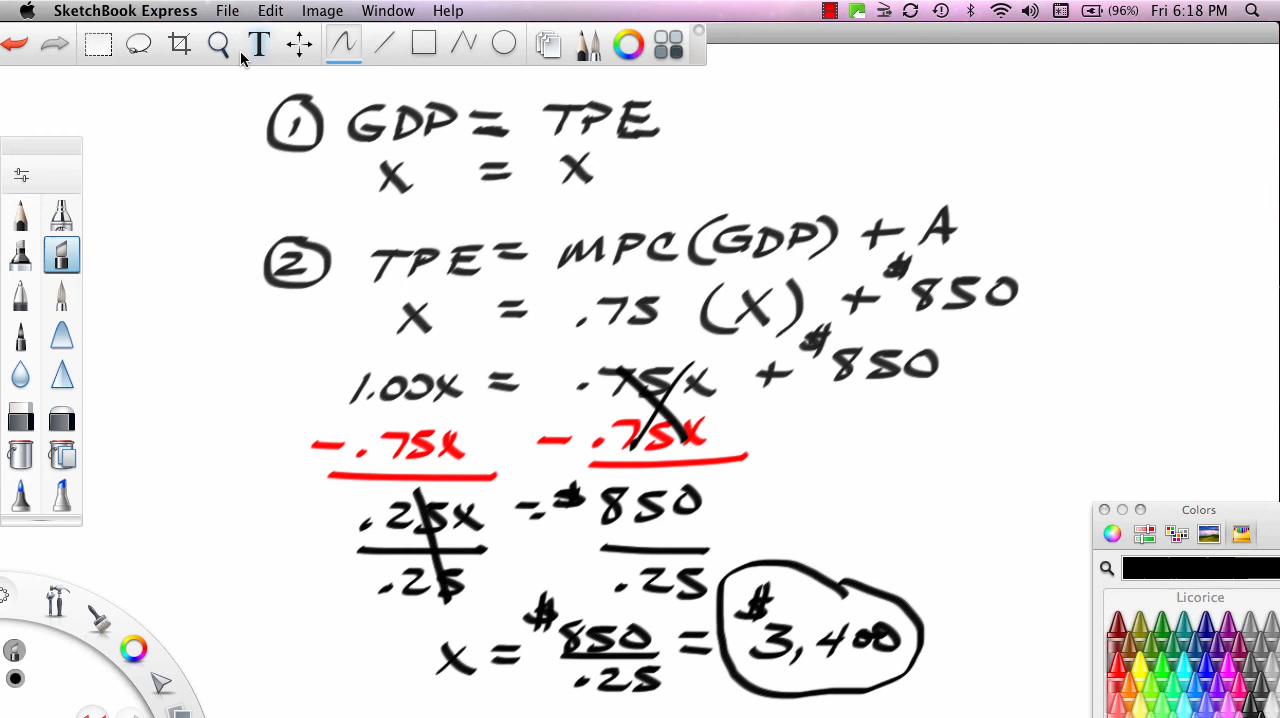 SketchBook Express File Edit Image Window Help (96%) Fri 6:18 PM
T
① GDP = TPE
x = x
② TPE = MPC(GDP) + A
x = .75 (X) + $850
1.00x = .75x + $850
- .75x - .75x
.25x = $850
.25 .25
x = $850 = $3,400
.25
Colors
Licorice